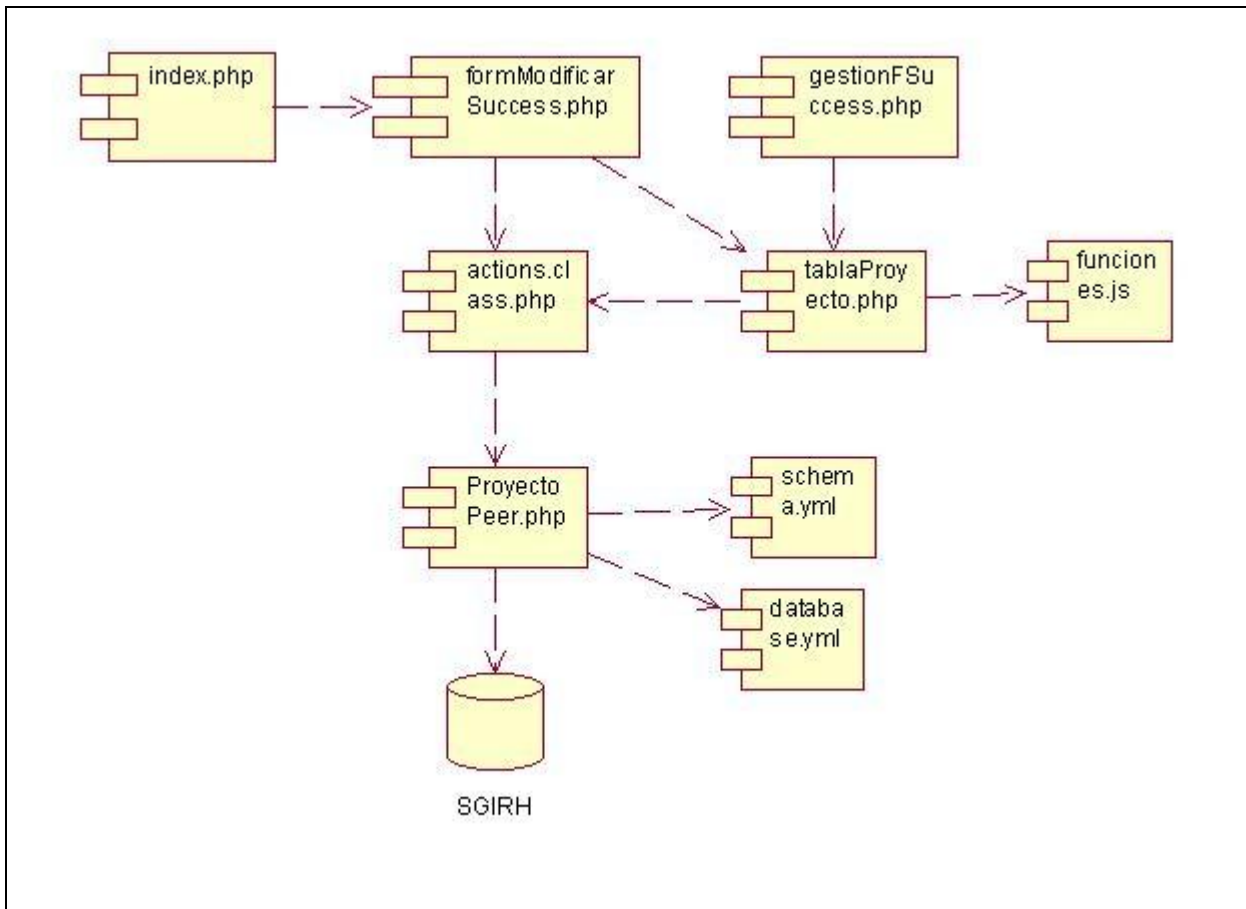 index.php
formModificar
Success.php
gestionFSu
ccess.php
actions.cl
ass.php
tablaProy
ecto.php
funcion
es.js
Proyecto
Peer.php
schem
a.yml
databa
se.yml
SGIRH